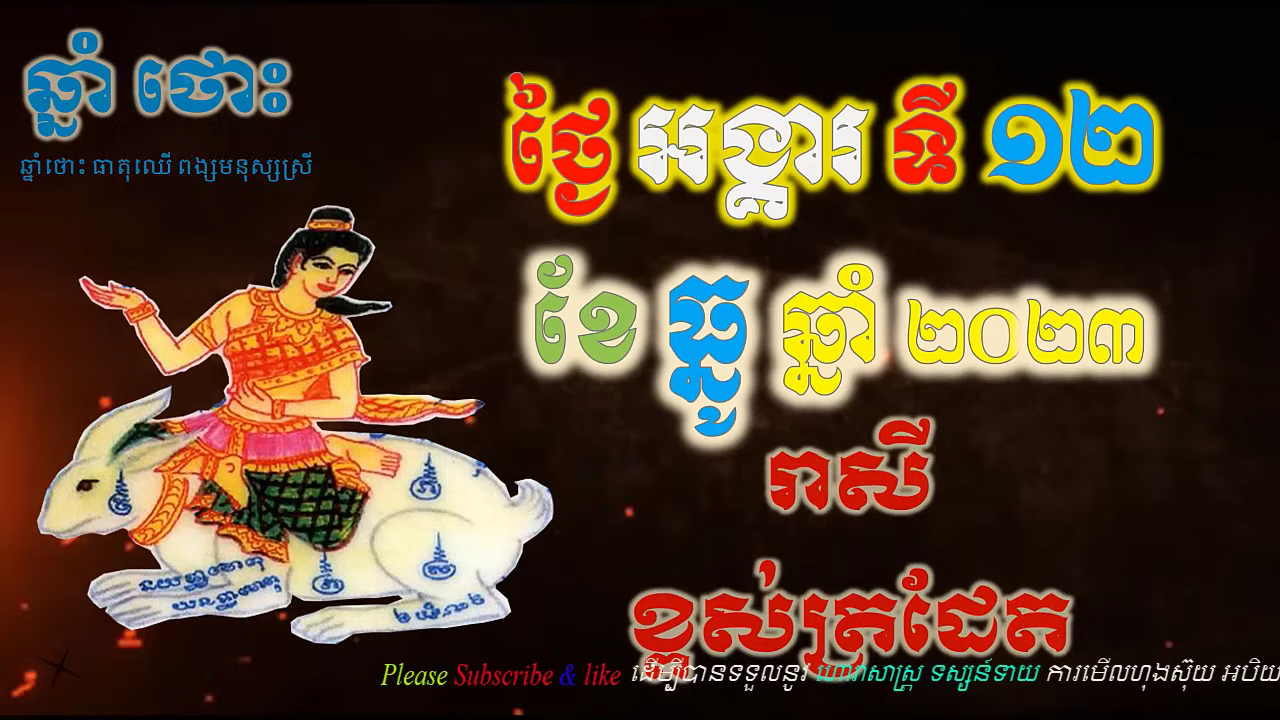 ឆ្នាំ ថោះ
ឆ្នាំថោះ ធាតុឈើ ពង្សមនុស្សស្រី
ថ្ងៃ អង្គារ ទី ១២
ខែ ធ្នូ ឆ្នាំ ២០២៣
រាសី
ខ្ពស់ត្រដែត
Please Subscribe & like ដើម្បីបានទទួលនូវ ហោរាសាស្ត្រ ទស្សន៍ទាយ ការមើលហុងស៊ុយ អបិយ